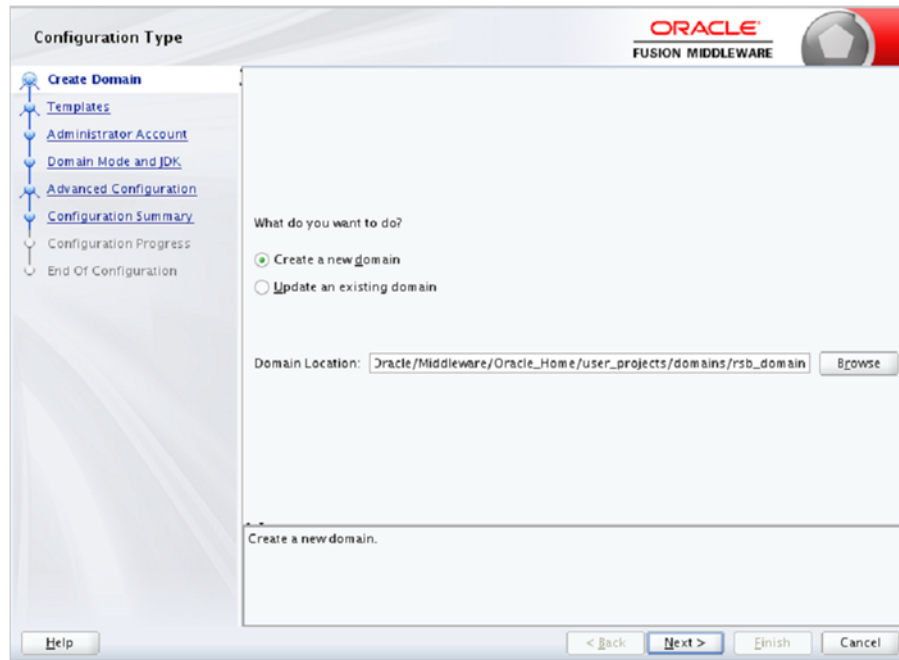 Configuration Type
ORACLE
FUSION MIDDLEWARE
Create Domain
Templates
Administrator Account
Domain Mode and JDK
Advanced Configuration
Configuration Summary
Configuration Progress
End Of Configuration
What do you want to do?
Create a new domain
Update an existing domain
Domain Location: Oracle/Middleware/Oracle_Home/user_projects/domains/rsb_domain Browse
Create a new domain.
Help < Back Next > Finish Cancel